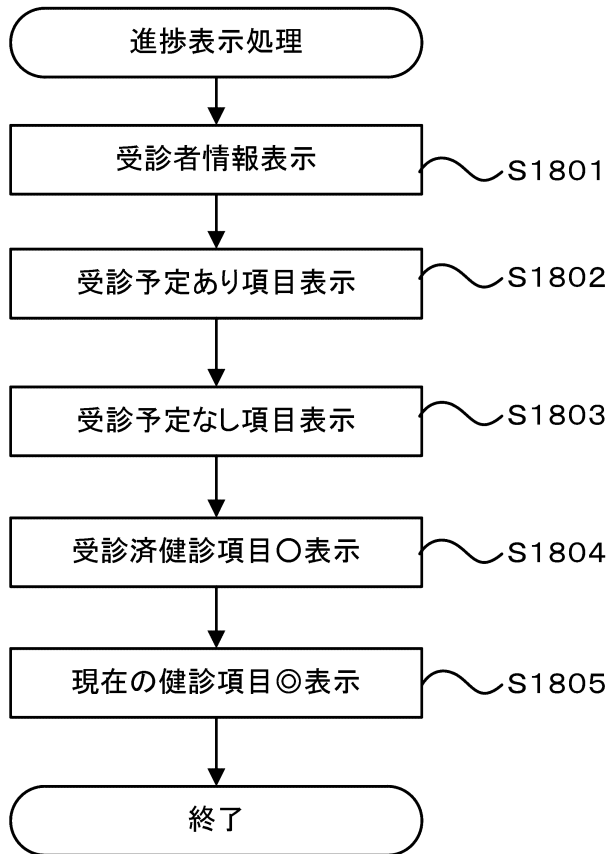 進捗表示処理
受診者情報表示
S1801
受診予定あり項目表示
S1802
受診予定なし項目表示
S1803
受診済健診項目〇表示
S1804
現在の健診項目◎表示
S1805
終了